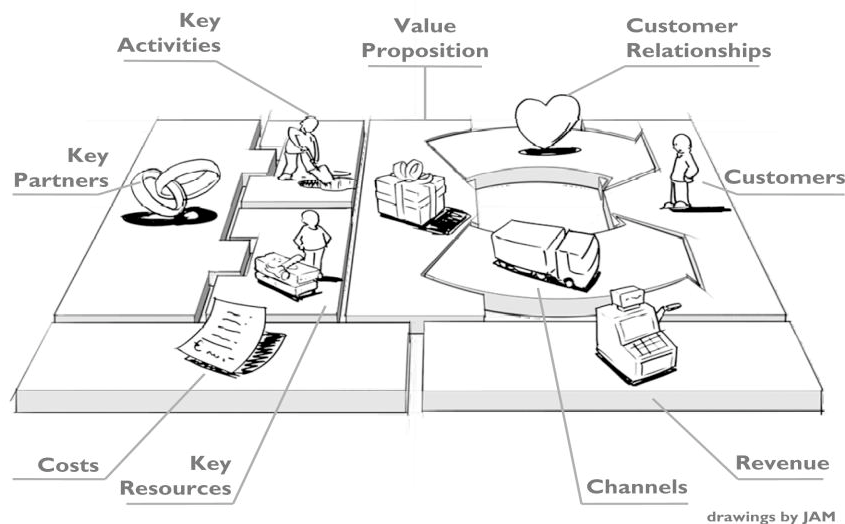 Key
Activities
Value
Proposition
Customer
Relationships
Key
Partners
Customers
Costs
Key
Resources
Channels
Revenue
drawings by JAM